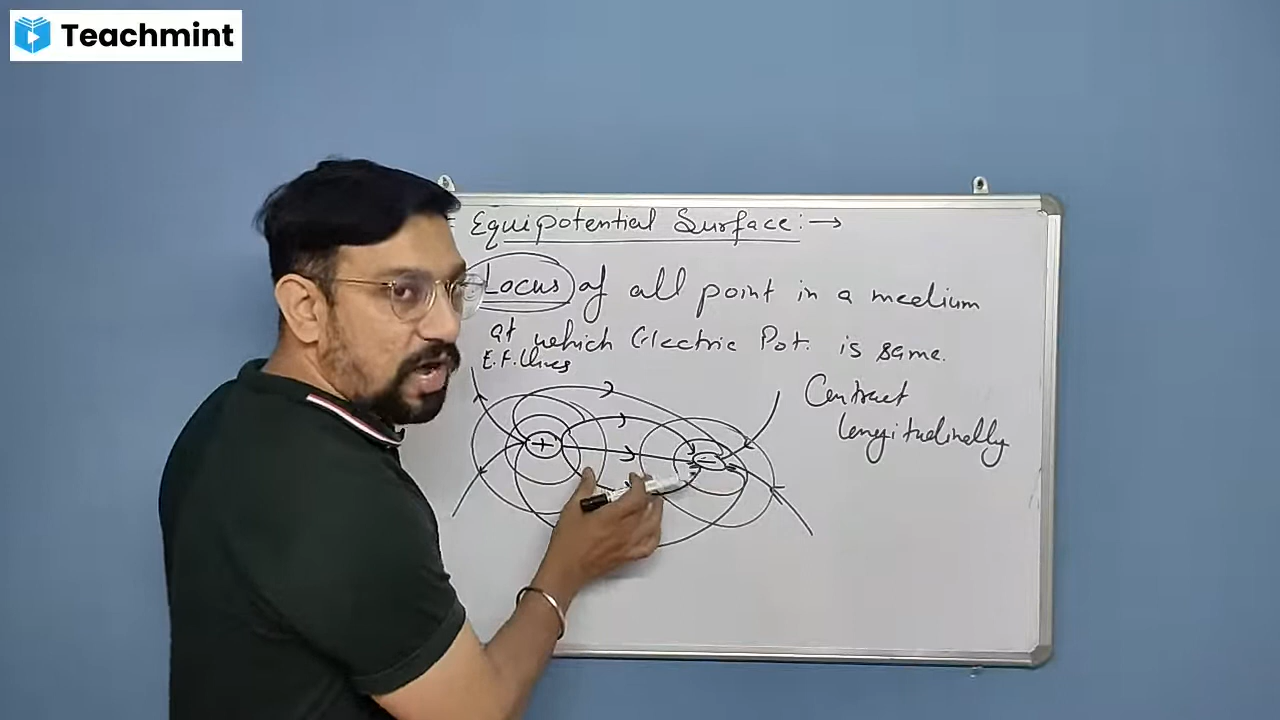 Teachmint
Equipotential Surface:→
Locus of all point in a medium
at which Electric Pot. is same.
E.F. lines
Contract
longitudinally
+
-